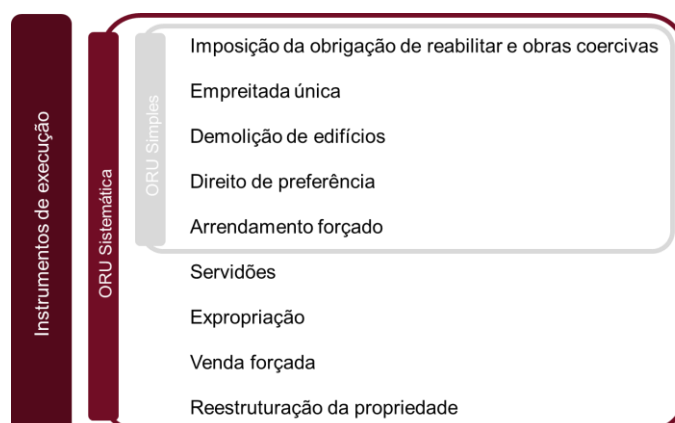 Instrumentos de execução
ORU Sistemática
ORU Simples
Imposição da obrigação de reabilitar e obras coercivas
Empreitada única
Demolição de edifícios
Direito de preferência
Arrendamento forçado
Servidões
Expropriação
Venda forçada
Reestruturação da propriedade